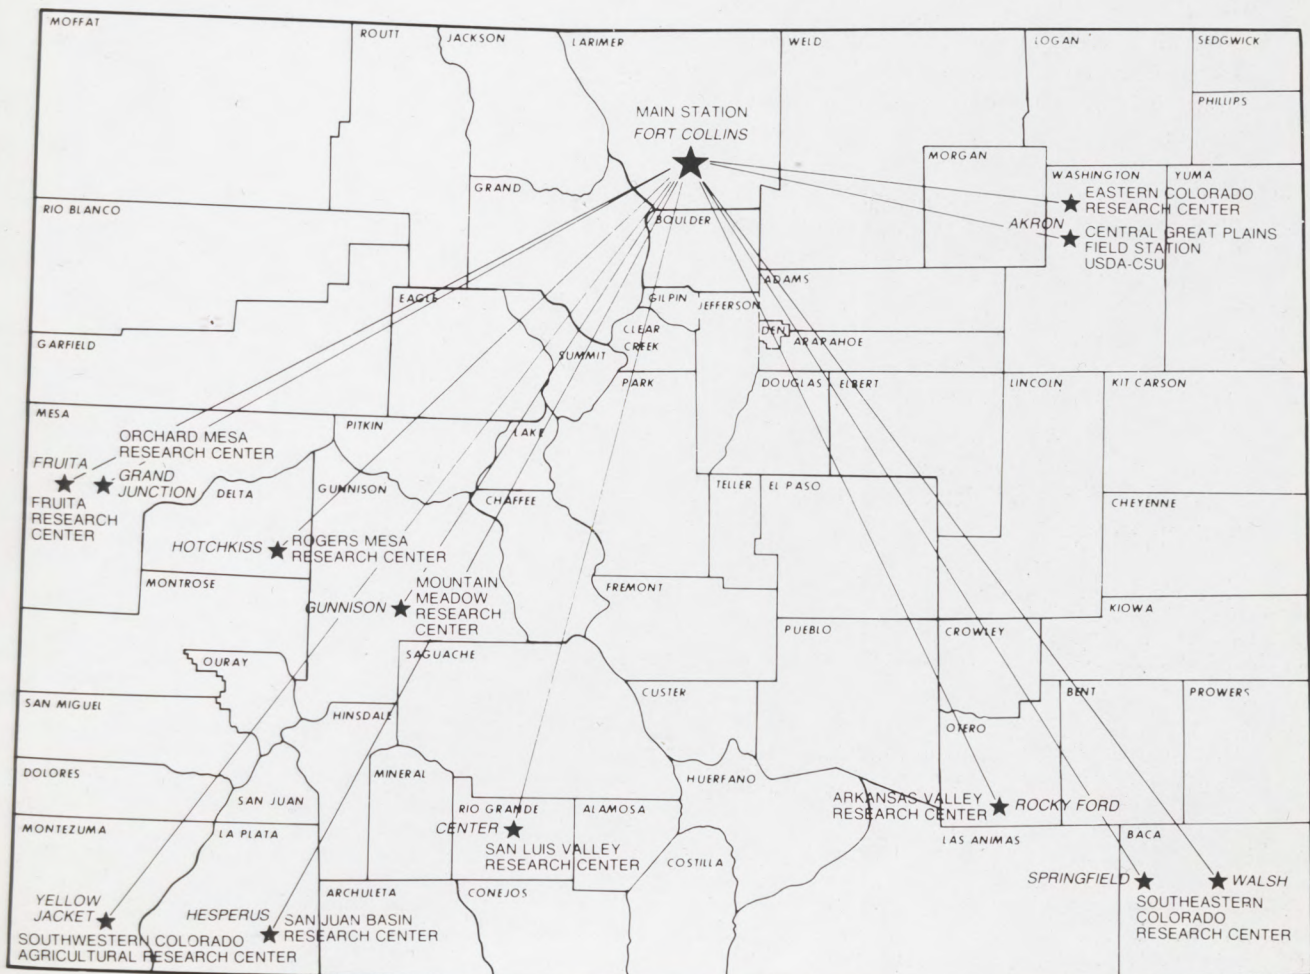 MOFFAT
ROUTT
JACKSON
LARIMER
WELD
LOGAN
SEDGWICK
PHILLIPS
MAIN STATION
FORT COLLINS
MORGAN
WASHINGTON
YUMA
GRAND
EASTERN COLORADO
RESEARCH CENTER
RIO BLANCO
BOULDER
AKRON
CENTRAL GREAT PLAINS
FIELD STATION
USDA-CSU
ADAMS
EAGLE
GILPIN
JEFFERSON
GARFIELD
CLEAR
CREEK
DEN
ARARAHOE
SUMMIT
PARK
DOUGLAS
ELBERT
LINCOLN
KIT CARSON
MESA
PITKIN
LAKE
ORCHARD MESA
RESEARCH CENTER
FRUITA
GRAND
JUNCTION
FRUITA
RESEARCH
CENTER
DELTA
GUNNISON
CHAFFEE
TELLER
EL PASO
CHEYENNE
HOTCHKISS
ROGERS MESA
RESEARCH CENTER
MONTROSE
GUNNISON
MOUNTAIN
MEADOW
RESEARCH
CENTER
FREMONT
KIOWA
PUEBLO
CROWLEY
OURAY
SAGUACHE
SAN MIGUEL
HINSDALE
CUSTER
BENT
PROWERS
OTERO
DOLORES
MINERAL
HUERFANO
SAN JUAN
RIO GRANDE
ALAMOSA
ARKANSAS VALLEY
RESEARCH CENTER
ROCKY FORD
MONTEZUMA
LA PLATA
CENTER
SAN LUIS VALLEY
RESEARCH CENTER
COSTILLA
LAS ANIMAS
BACA
YELLOW
JACKET
SOUTHWESTERN COLORADO
AGRICULTURAL RESEARCH CENTER
HESPERUS
SAN JUAN BASIN
RESEARCH CENTER
ARCHULETA
CONEJOS
SPRINGFIELD
WALSH
SOUTHEASTERN
COLORADO
RESEARCH CENTER